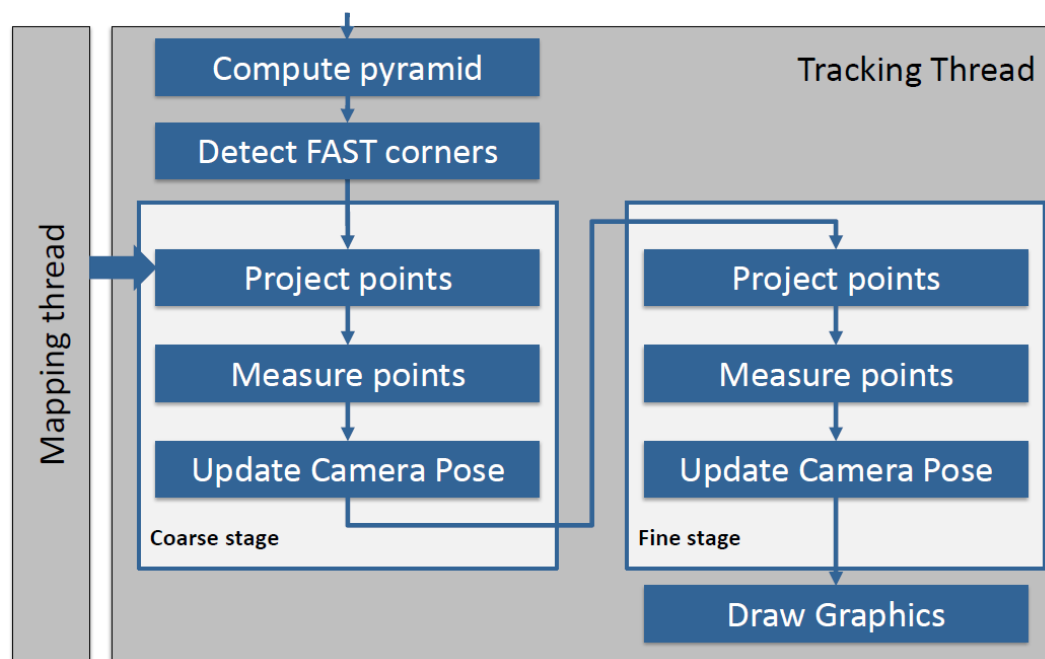 Mapping thread
Tracking Thread
Compute pyramid
Detect FAST corners
Project points
Measure points
Update Camera Pose
Coarse stage
Project points
Measure points
Update Camera Pose
Fine stage
Draw Graphics